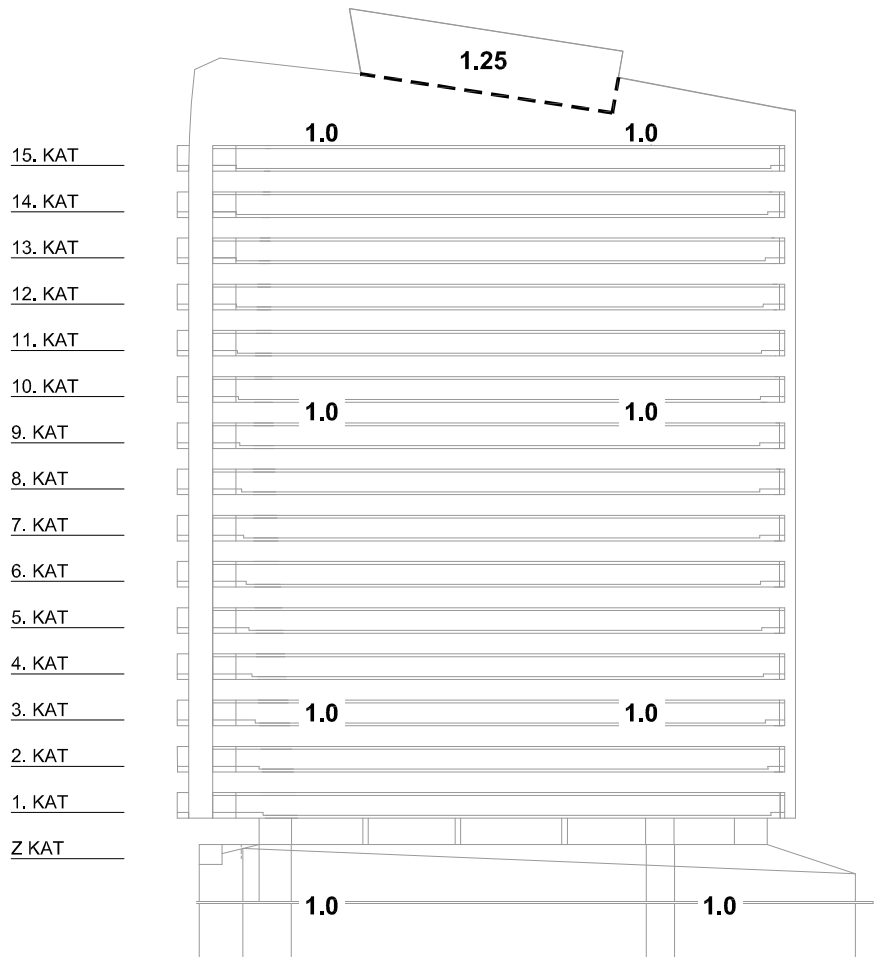 1.25
1.0 1.0
15. KAT
14. KAT
13. KAT
12. KAT
11. KAT
10. KAT
1.0 1.0
9. KAT
8. KAT
7. KAT
6. KAT
5. KAT
4. KAT
3. KAT 1.0 1.0
2. KAT
1. KAT
Z KAT
1.0 1.0